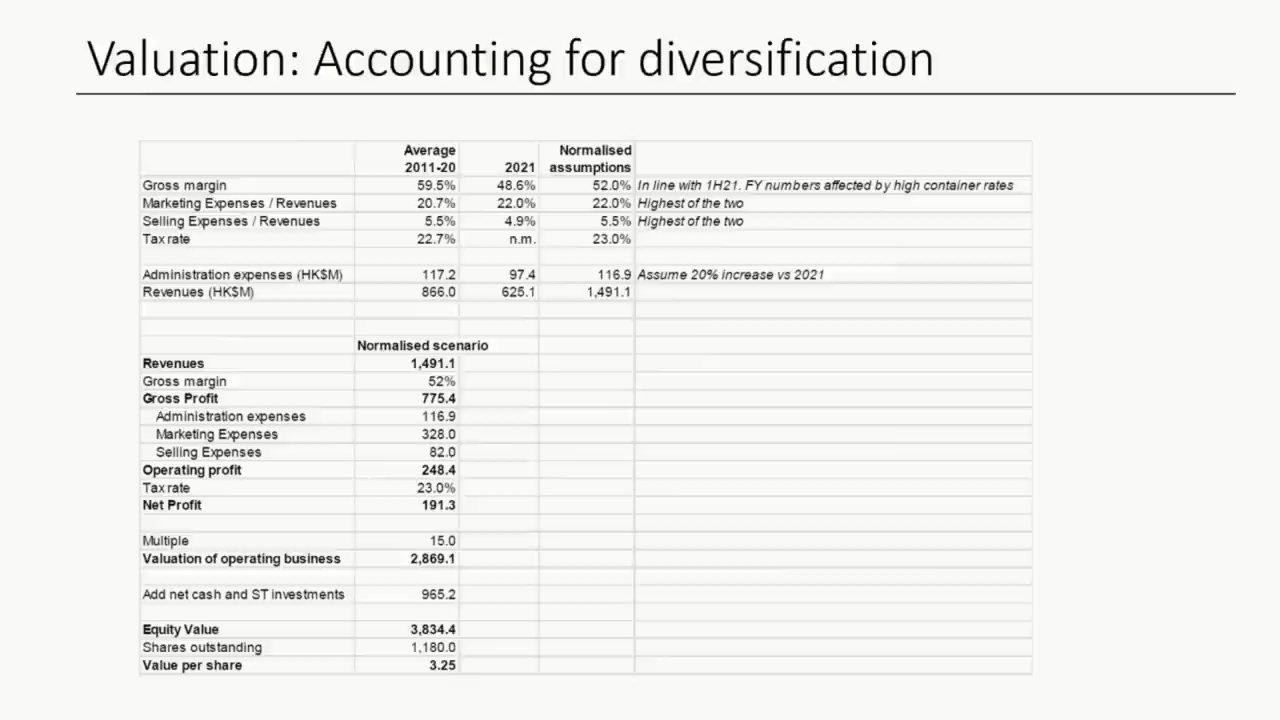 Valuation: Accounting for diversification
Average Normalised
2011-20 2021 assumptions
Gross margin 59.5% 48.6% 52.0% In line with 1H21. FY numbers affected by high container rates
Marketing Expenses / Revenues 20.7% 22.0% 22.0% Highest of the two
Selling Expenses / Revenues 5.5% 4.9% 5.5% Highest of the two
Tax rate 22.7% n.m. 23.0%
Administration expenses (HK$M) 117.2 97.4 116.9 Assume 20% increase vs 2021
Revenues (HK$M) 866.0 625.1 1,491.1
Normalised scenario
Revenues 1,491.1
Gross margin 52%
Gross Profit 775.4
Administration expenses 116.9
Marketing Expenses 328.0
Selling Expenses 82.0
Operating profit 248.4
Tax rate 23.0%
Net Profit 191.3
Multiple 15.0
Valuation of operating business 2,869.1
Add net cash and ST investments 965.2
Equity Value 3,834.4
Shares outstanding 1,180.0
Value per share 3.25